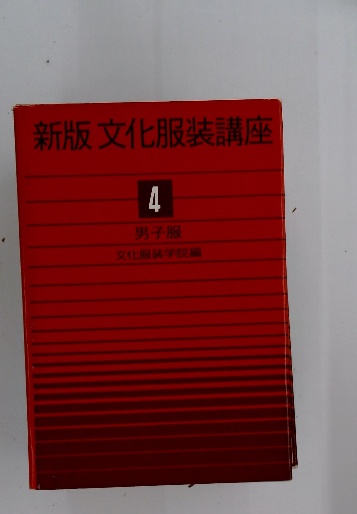 新版 文化服装講座
4
男子服
文化服装学院編